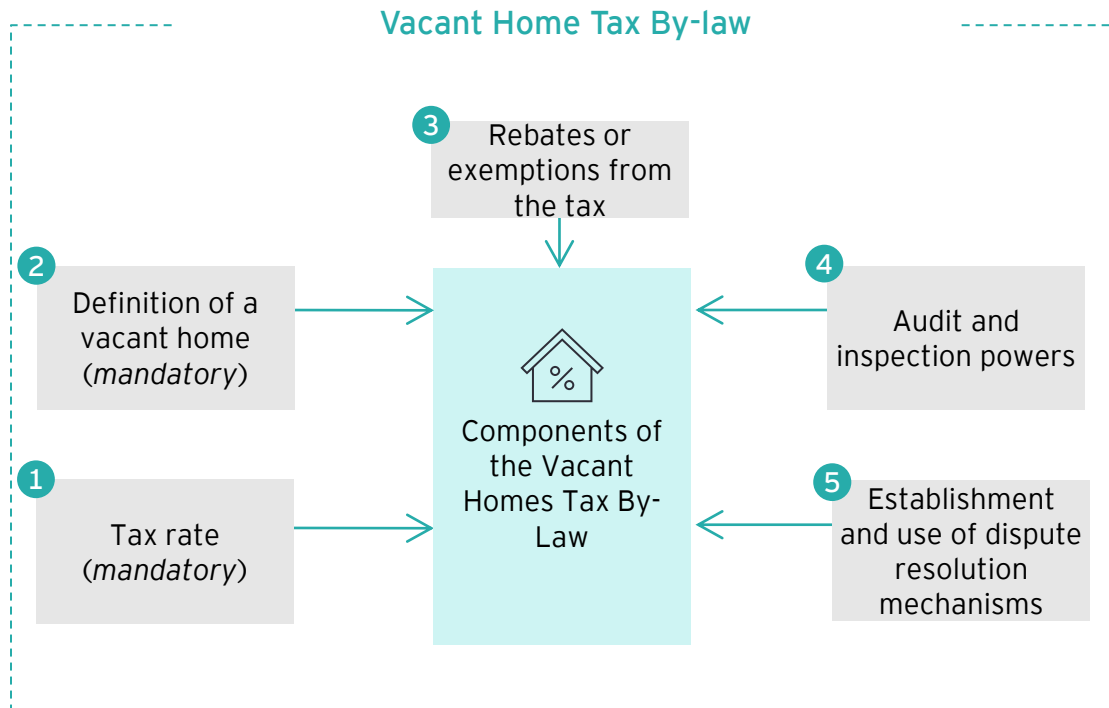 Vacant Home Tax By-law
3
Rebates or
exemptions from
the tax
2
Definition of a
vacant home
(mandatory)
4
Audit and
inspection powers
%
Components of
the Vacant
Homes Tax By-
Law
1
Tax rate
(mandatory)
5
Establishment
and use of dispute
resolution
mechanisms